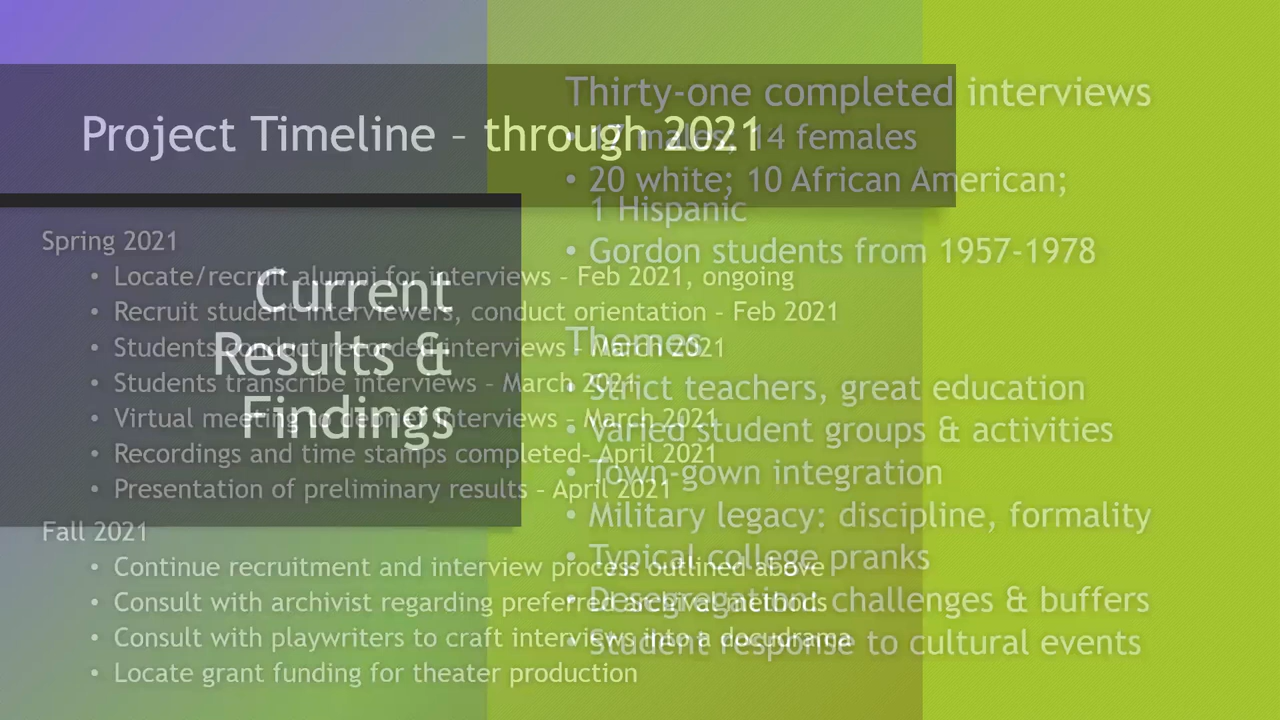 Project Timeline – through 2021
Spring 2021
• Locate/recruit alumni for interviews – Feb 2021, ongoing
• Recruit student interviewers, conduct orientation – Feb 2021
• Students conduct recorded interviews – March 2021
• Students transcribe interviews – March 2021
• Virtual meeting to debrief interviews – March 2021
• Recordings and time stamps completed– April 2021
• Presentation of preliminary results – April 2021
Fall 2021
• Continue recruitment and interview process outlined above
• Consult with archivist regarding preferred archival methods
• Consult with playwriters to craft interviews into a docudrama
• Locate grant funding for theater production
Current
Results &
Findings
Thirty-one completed interviews
• 17 males; 14 females
• 20 white; 10 African American;
1 Hispanic
• Gordon students from 1957-1978
Themes
• Strict teachers, great education
• Varied student groups & activities
• Town-gown integration
• Military legacy: discipline, formality
• Typical college pranks
• Desegregation: challenges & buffers
• Student response to cultural events